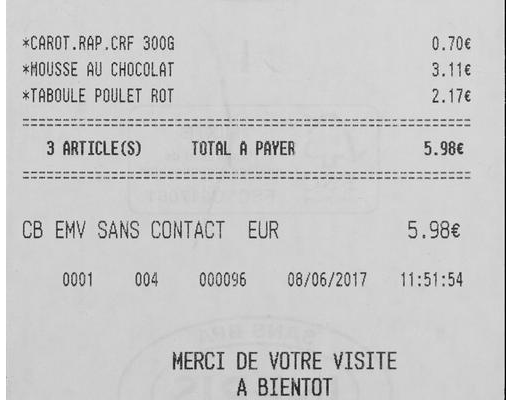 *CAROT.RAP.CRF 300G 0.70€
*MOUSSE AU CHOCOLAT 3.11€
*TABOULE POULET ROT 2.17€
==================================================
3 ARTICLE(S) TOTAL A PAYER 5.98€
==================================================
CB EMV SANS CONTACT EUR 5.98€
0001 004 000096 08/06/2017 11:51:54
MERCI DE VOTRE VISITE
A BIENTOT